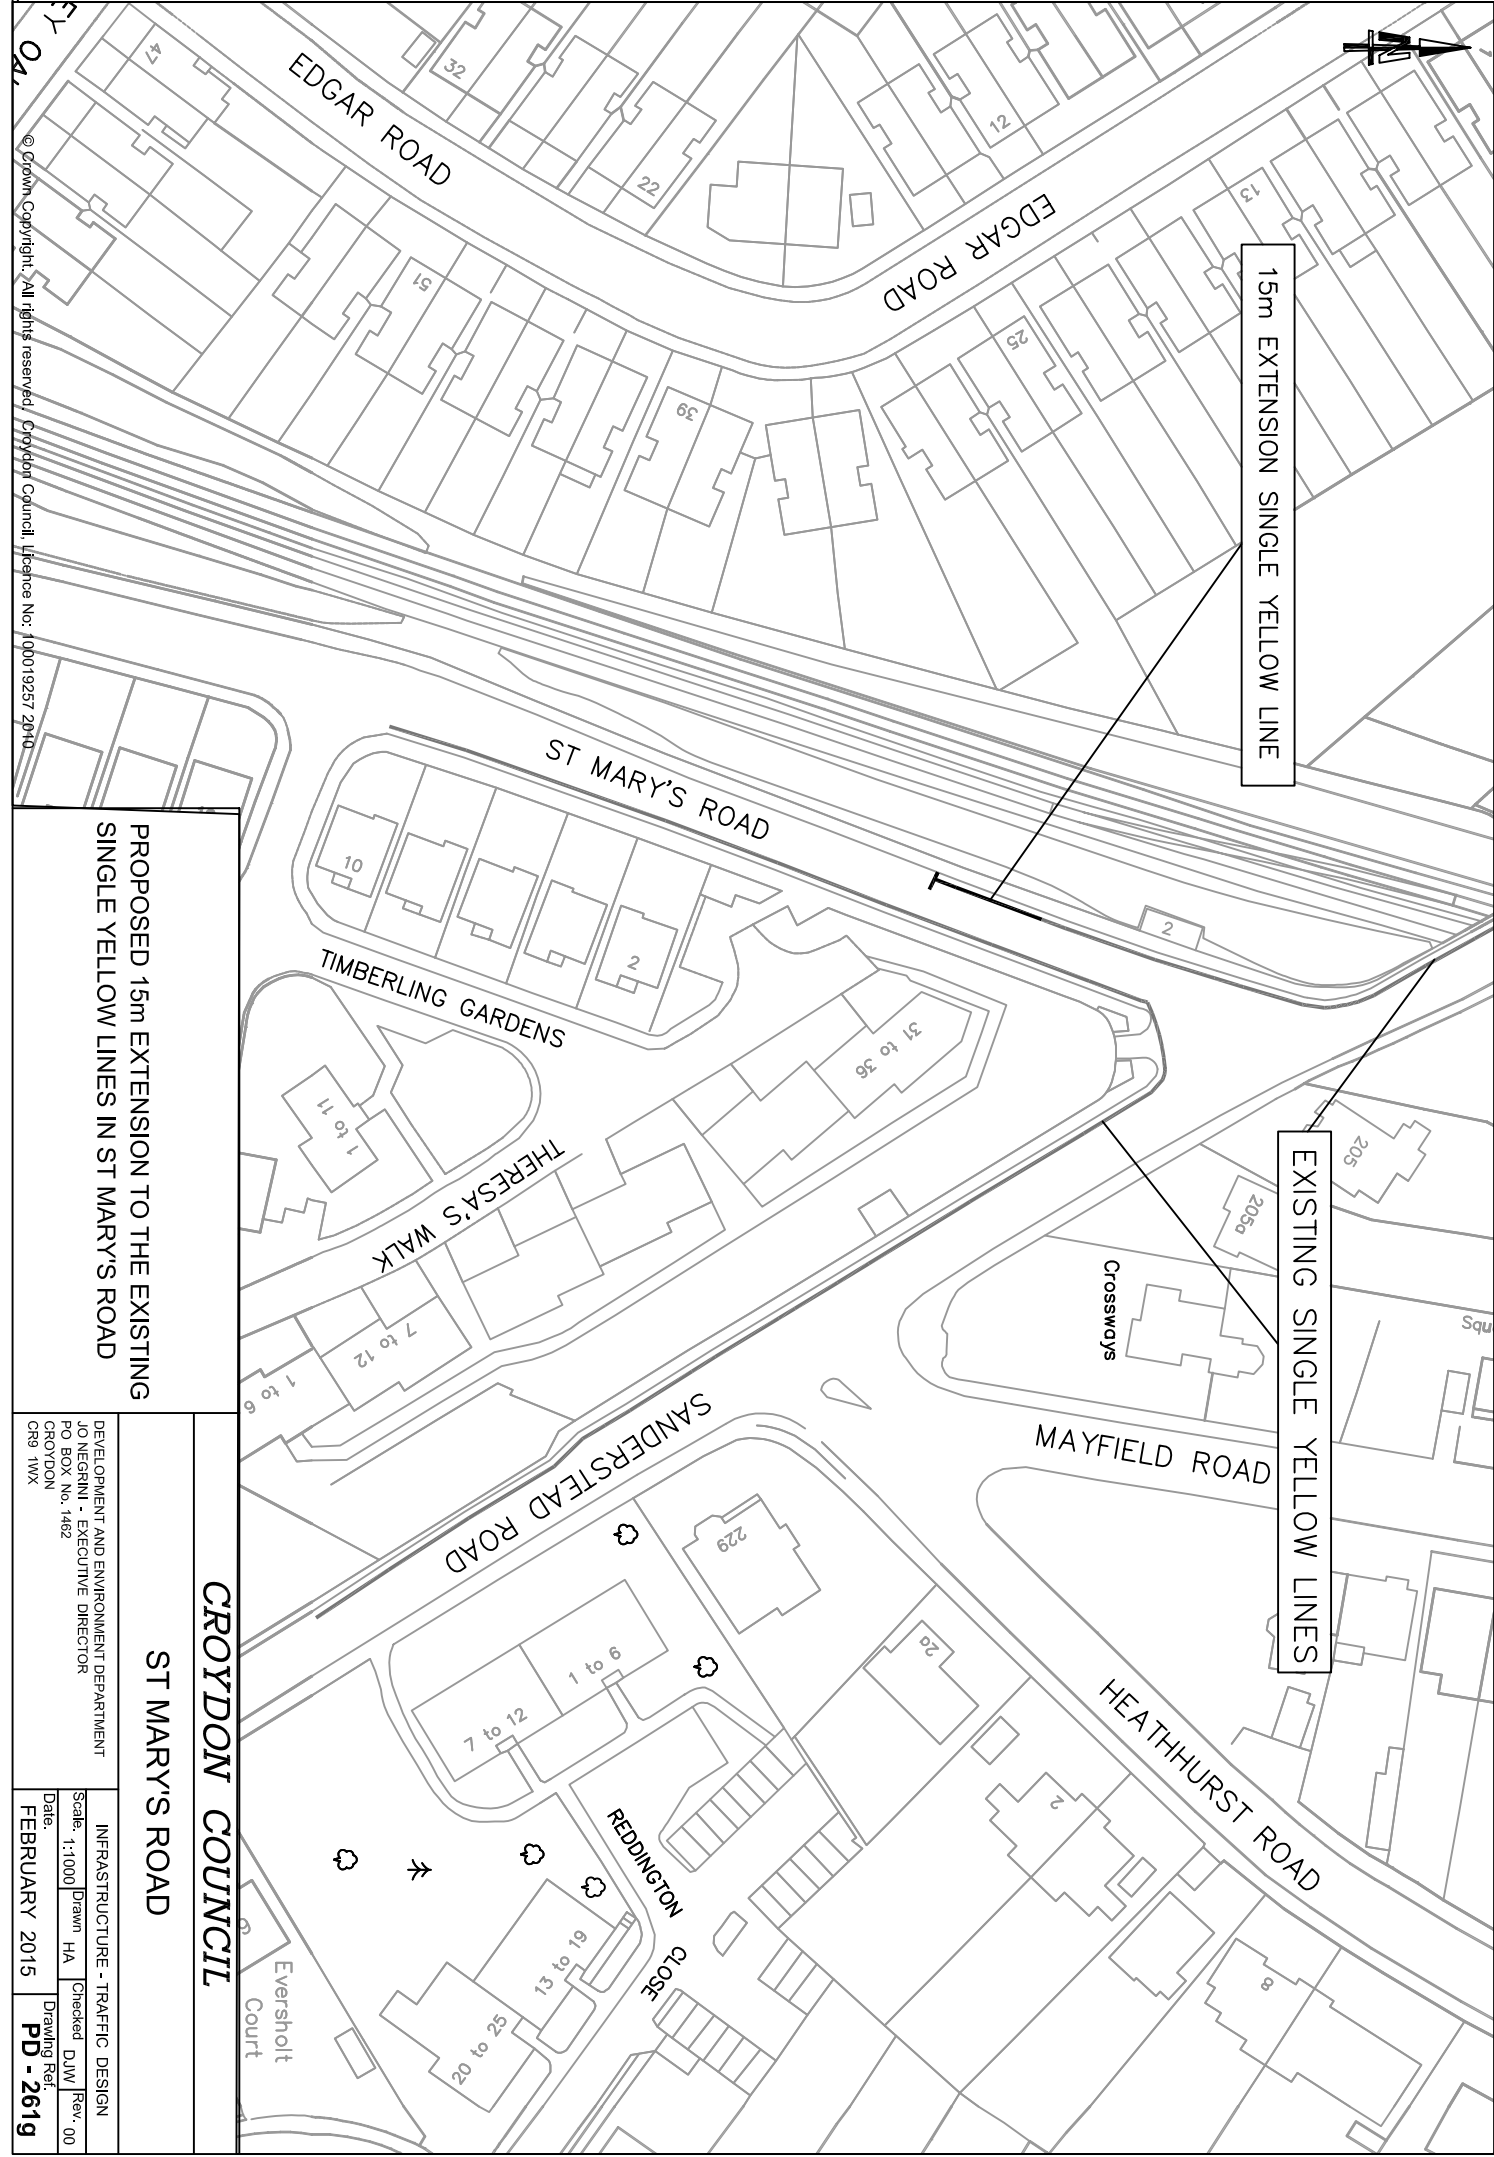 15m EXTENSION SINGLE YELLOW LINE
EXISTING SINGLE YELLOW LINES
N
EDGAR ROAD
EDGAR ROAD
ST MARY'S ROAD
TIMBERLING GARDENS
THERESA'S WALK
SANDERSTEAD ROAD
MAYFIELD ROAD
HEATHHURST ROAD
REDDINGTON
CLOSE
Crossways
Eversholt
Court
47
32
22
12
13
25
39
51
10
2
2
31 to 36
1 to 11
7 to 12
1 to 6
205
205a
229
2a
2
8
1 to 6
7 to 12
13 to 19
20 to 25
© Crown Copyright. All rights reserved. Croydon Council, Licence No: 100019257 2010
PROPOSED 15m EXTENSION TO THE EXISTING
SINGLE YELLOW LINES IN ST MARY'S ROAD
CROYDON COUNCIL
ST MARY'S ROAD
DEVELOPMENT AND ENVIRONMENT DEPARTMENT
JO NEGRINI - EXECUTIVE DIRECTOR
PO BOX No. 1462
CROYDON
CR9 1WX
INFRASTRUCTURE - TRAFFIC DESIGN
Scale. 1:1000 Drawn HA Checked DJW Rev. 00
Date.
FEBRUARY 2015
Drawing Ref.
PD - 261g